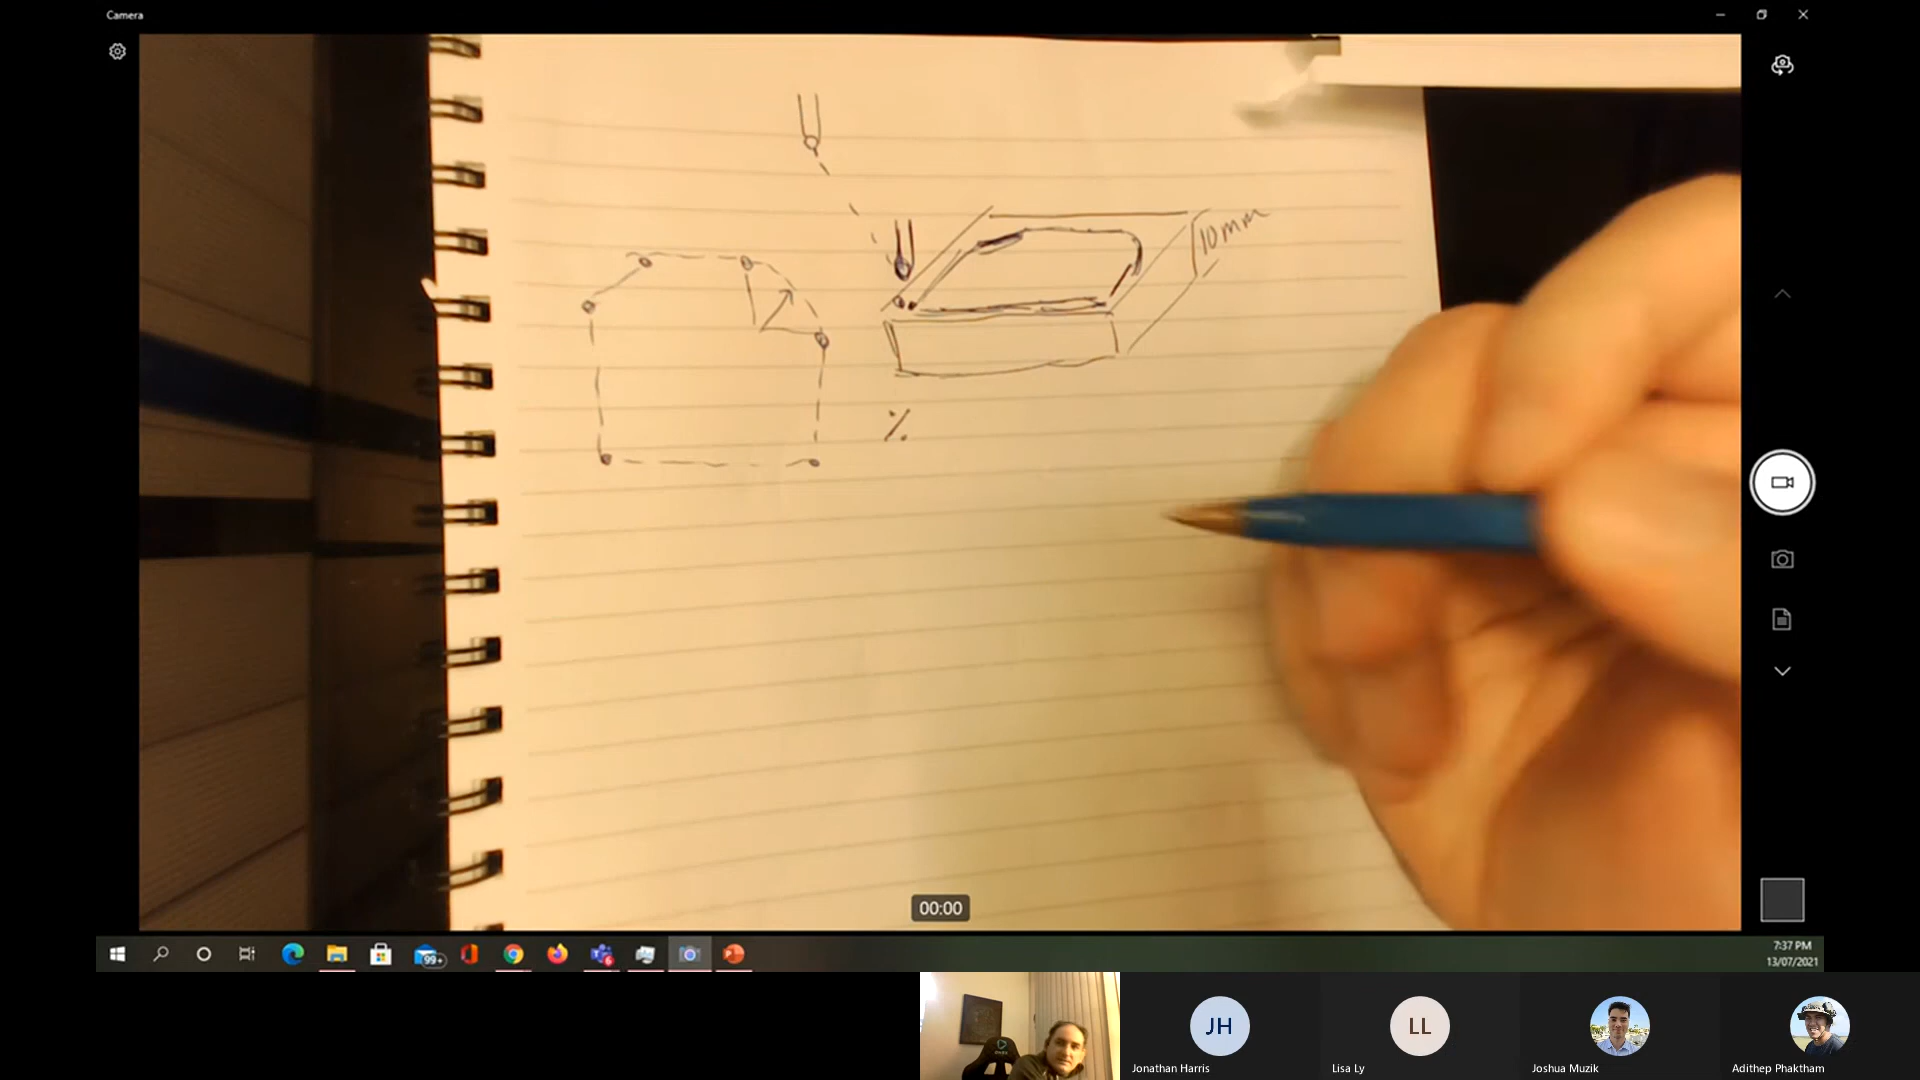 Camera
10mm
%
00:00
99+
7:37 PM
13/07/2021
JH
LL
Jonathan Harris
Lisa Ly
Joshua Muzik
Adithep Phaktham